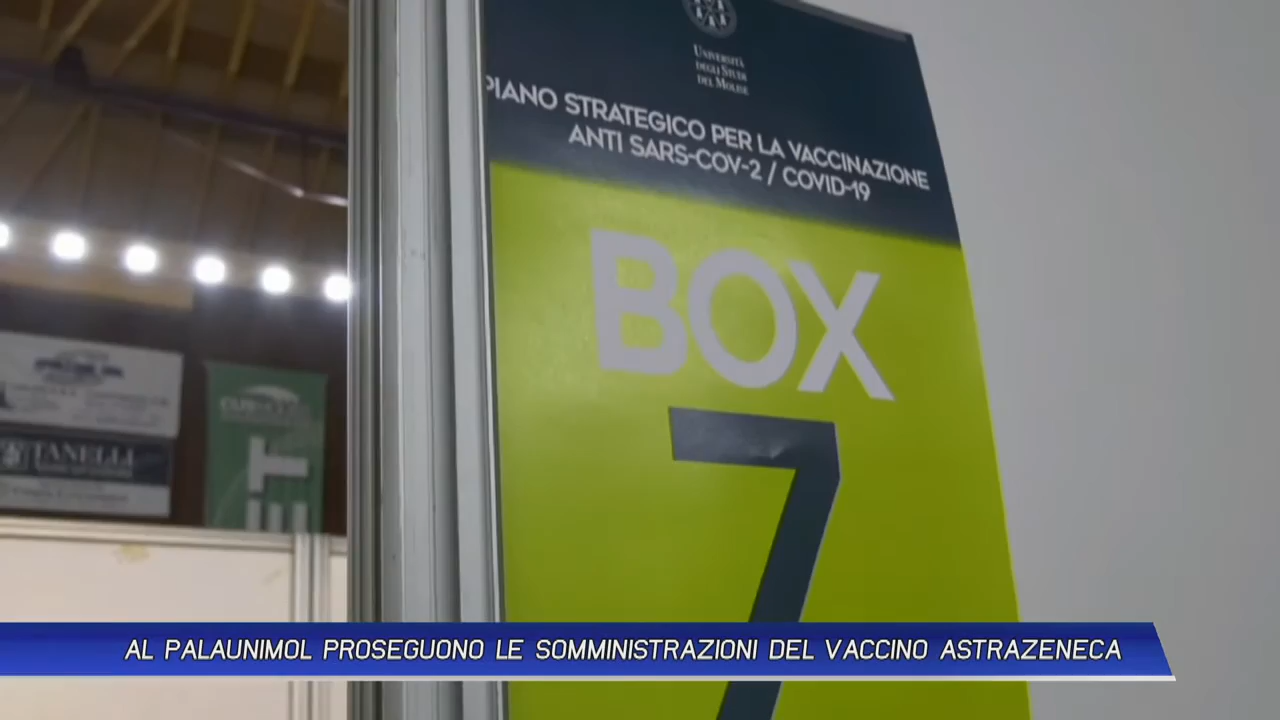 UNIVERSITÀ
DEGLI STUDI
DEL MOLISE
PIANO STRATEGICO PER LA VACCINAZIONE
ANTI SARS-COV-2 / COVID-19
BOX
7
TANELLI
AL PALAUNIMOL PROSEGUONO LE SOMMINISTRAZIONI DEL VACCINO ASTRAZENECA